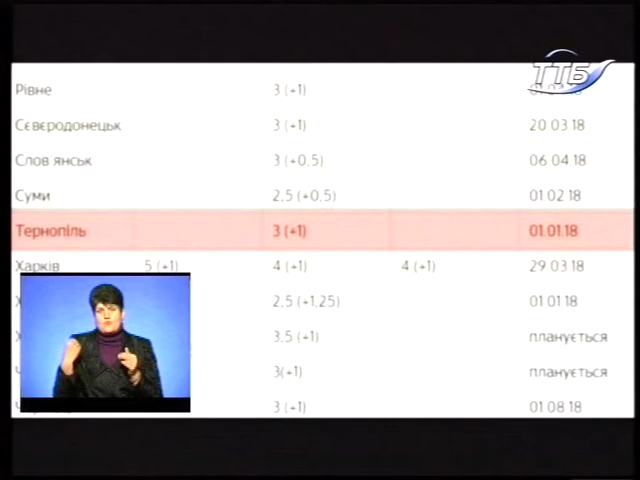 ТТБ
Рівне 3 (+1)
Сєвєродонецьк 3 (+1) 20 03 18
Слов янськ 3 (+0,5) 06 04 18
Суми 2,5 (+0,5) 01 02 18
Тернопіль 3 (+1) 01.01.18
Харків 5 (+1) 4 (+1) 4 (+1) 29 03 18
2,5 (+1,25) 01 01 18
3,5 (+1) планується
3(+1) планується
3 (+1) 01 08 18